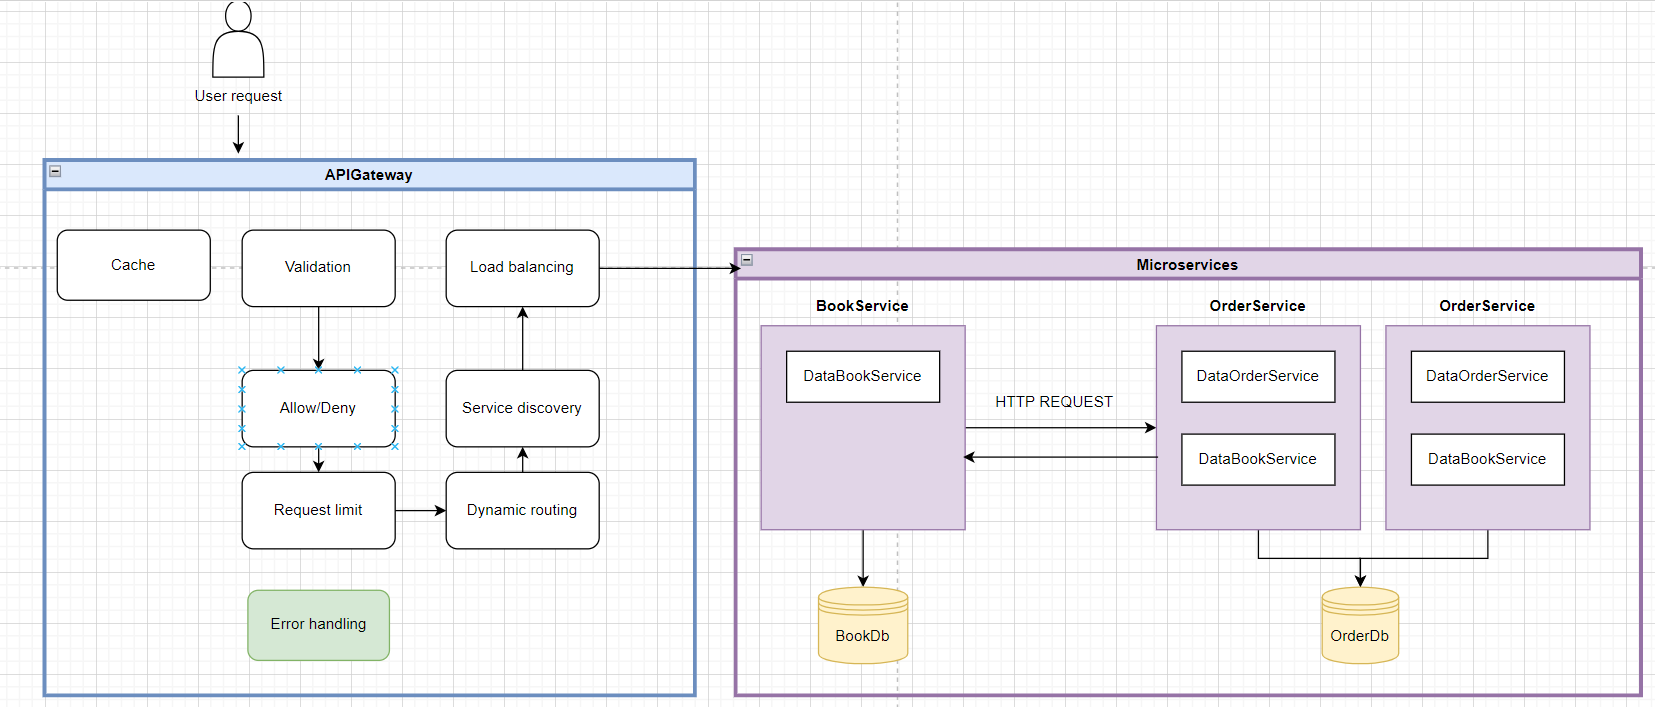 User request
APIGateway
Cache
Validation
Load balancing
Allow/Deny
Service discovery
Request limit
Dynamic routing
Error handling
Microservices
BookService
OrderService
OrderService
DataBookService
DataOrderService
DataOrderService
HTTP REQUEST
DataBookService
DataBookService
BookDb
OrderDb